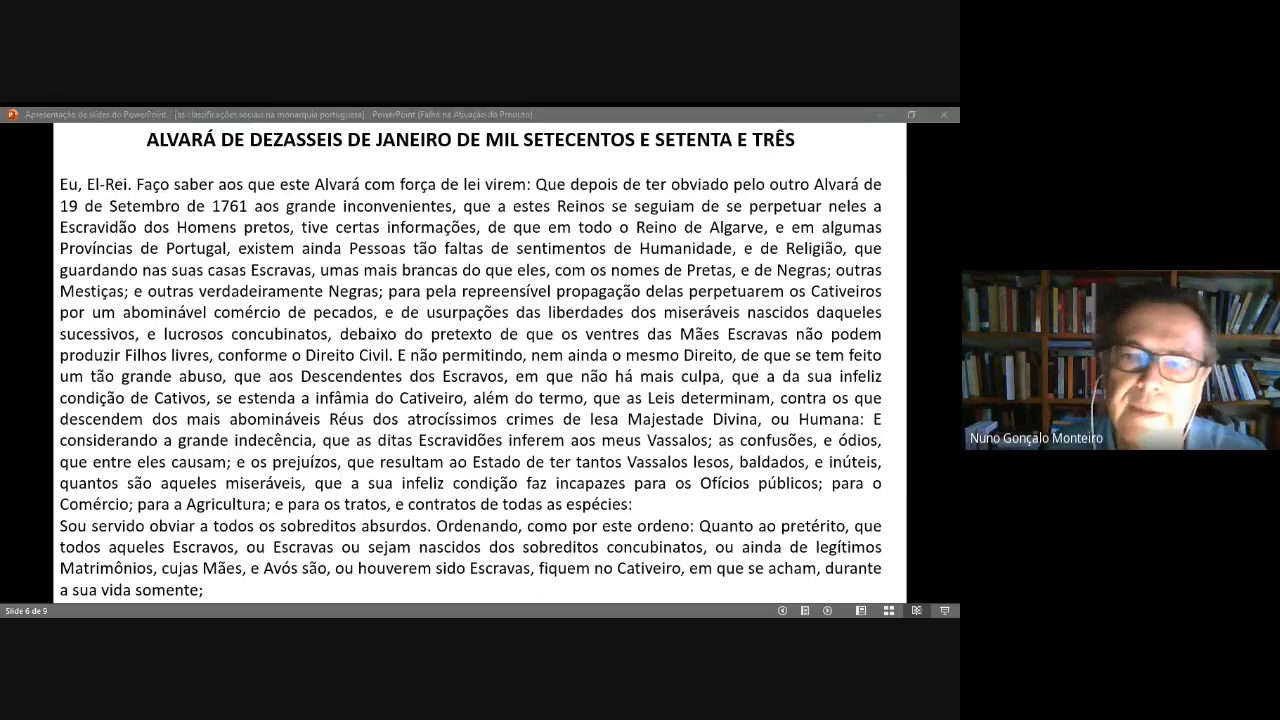 Apresentação de slides do PowerPoint - [as classificações sociais na monarquia portuguesa] - PowerPoint (Falha na Ativação do Produto)
ALVARÁ DE DEZASSEIS DE JANEIRO DE MIL SETECENTOS E SETENTA E TRÊS
Eu, El-Rei. Faço saber aos que este Alvará com força de lei virem: Que depois de ter obviado pelo outro Alvará de
19 de Setembro de 1761 aos grande inconvenientes, que a estes Reinos se seguiam de se perpetuar neles a
Escravidão dos Homens pretos, tive certas informações, de que em todo o Reino de Algarve, e em algumas
Províncias de Portugal, existem ainda Pessoas tão faltas de sentimentos de Humanidade, e de Religião, que
guardando nas suas casas Escravas, umas mais brancas do que eles, com os nomes de Pretas, e de Negras; outras
Mestiças; e outras verdadeiramente Negras; para pela repreensível propagação delas perpetuarem os Cativeiros
por um abominável comércio de pecados, e de usurpações das liberdades dos miseráveis nascidos daqueles
sucessivos, e lucrosos concubinatos, debaixo do pretexto de que os ventres das Mães Escravas não podem
produzir Filhos livres, conforme o Direito Civil. E não permitindo, nem ainda o mesmo Direito, de que se tem feito
um tão grande abuso, que aos Descendentes dos Escravos, em que não há mais culpa, que a da sua infeliz
condição de Cativos, se estenda a infâmia do Cativeiro, além do termo, que as Leis determinam, contra os que
descendem dos mais abomináveis Réus dos atrocíssimos crimes de lesa Majestade Divina, ou Humana: E
considerando a grande indecência, que as ditas Escravidões inferem aos meus Vassalos; as confusões, e ódios,
que entre eles causam; e os prejuízos, que resultam ao Estado de ter tantos Vassalos lesos, baldados, e inúteis,
quantos são aqueles miseráveis, que a sua infeliz condição faz incapazes para os Ofícios públicos; para o
Comércio; para a Agricultura; e para os tratos, e contratos de todas as espécies:
Sou servido obviar a todos os sobreditos absurdos. Ordenando, como por este ordeno: Quanto ao pretérito, que
todos aqueles Escravos, ou Escravas ou sejam nascidos dos sobreditos concubinatos, ou ainda de legítimos
Matrimônios, cujas Mães, e Avós são, ou houverem sido Escravas, fiquem no Cativeiro, em que se acham, durante
a sua vida somente;
Slide 6 de 9
Nuno Gonçalo Monteiro